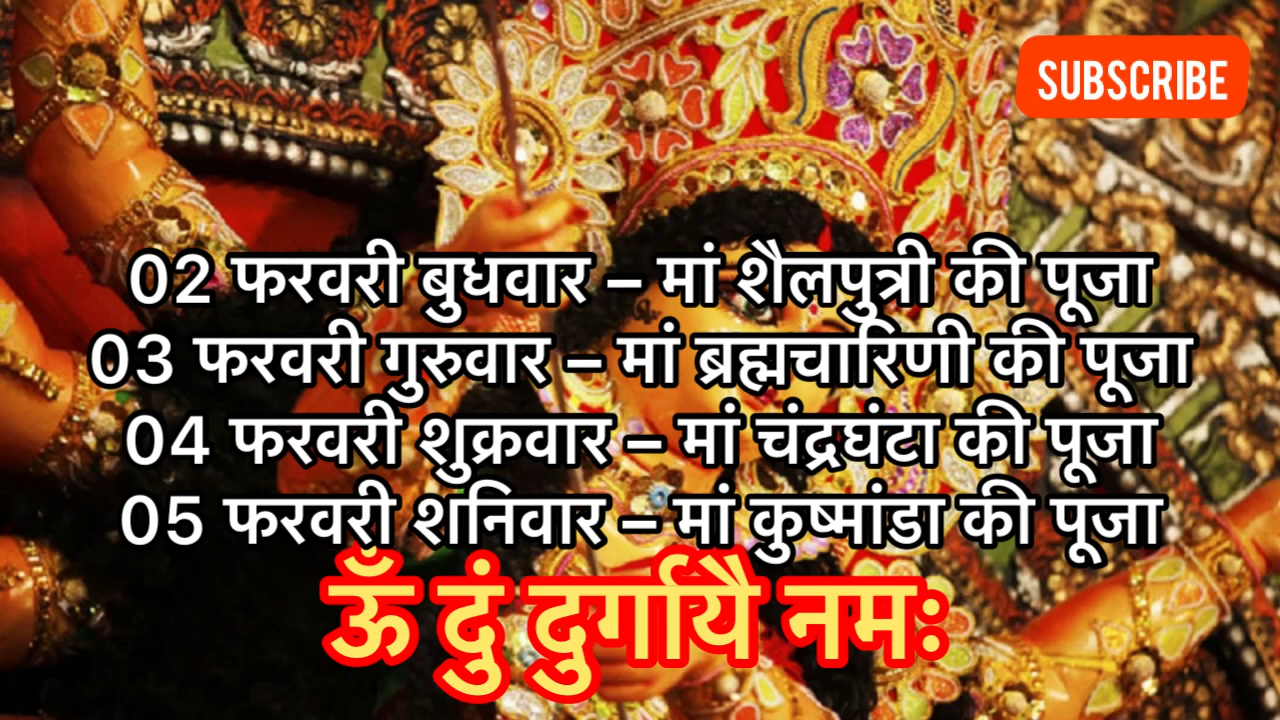 SUBSCRIBE
02 फरवरी बुधवार – मां शैलपुत्री की पूजा
03 फरवरी गुरुवार – मां ब्रह्मचारिणी की पूजा
04 फरवरी शुक्रवार – मां चंद्रघंटा की पूजा
05 फरवरी शनिवार – मां कुष्मांडा की पूजा
ॐ दुं दुर्गायै नमः